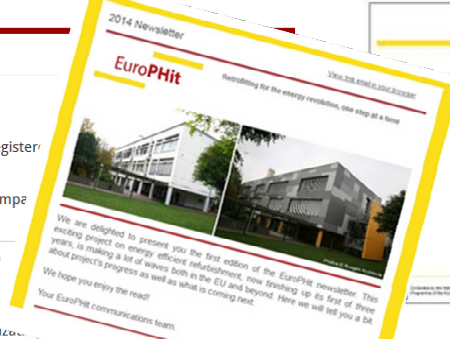 2014 Newsletter
View this email in your browser
EuroPHit
Retrofitting for the energy revolution, one step at a time
We are delighted to present you the first edition of the EuroPHit newsletter. This
exciting project on energy efficient refurbishment, now finishing up its first of three
years, is making a lot of waves both in the EU and beyond. Here we will tell you a bit
about project's progress as well as what is coming next.
We hope you enjoy the read!
Your EuroPHit communications team